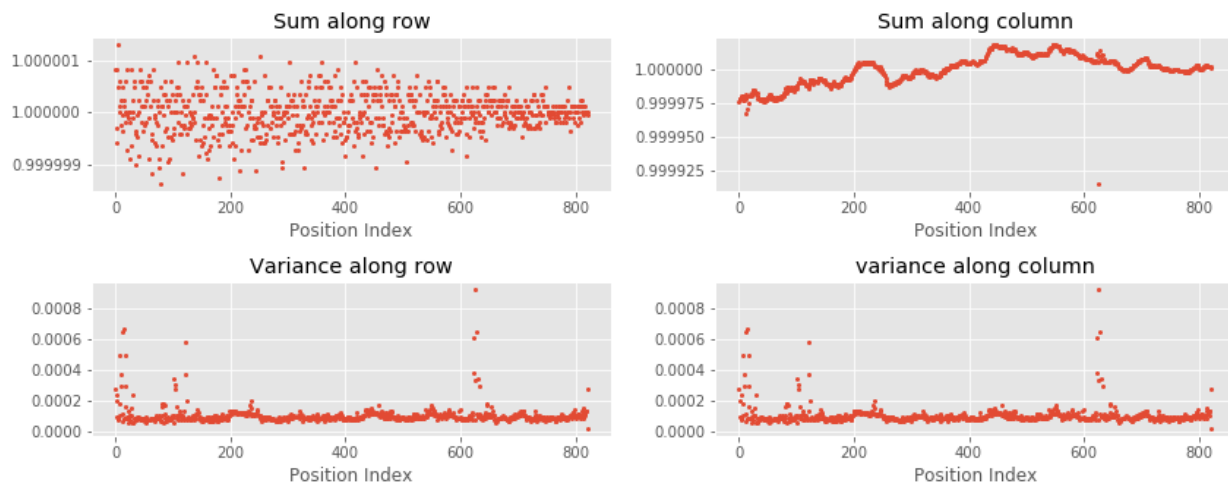 Sum along row
1.000001
1.000000
0.999999
0 200 400 600 800
Position Index
Sum along column
1.000000
0.999975
0.999950
0.999925
0 200 400 600 800
Position Index
Variance along row
0.0008
0.0006
0.0004
0.0002
0.0000
0 200 400 600 800
Position Index
variance along column
0.0008
0.0006
0.0004
0.0002
0.0000
0 200 400 600 800
Position Index